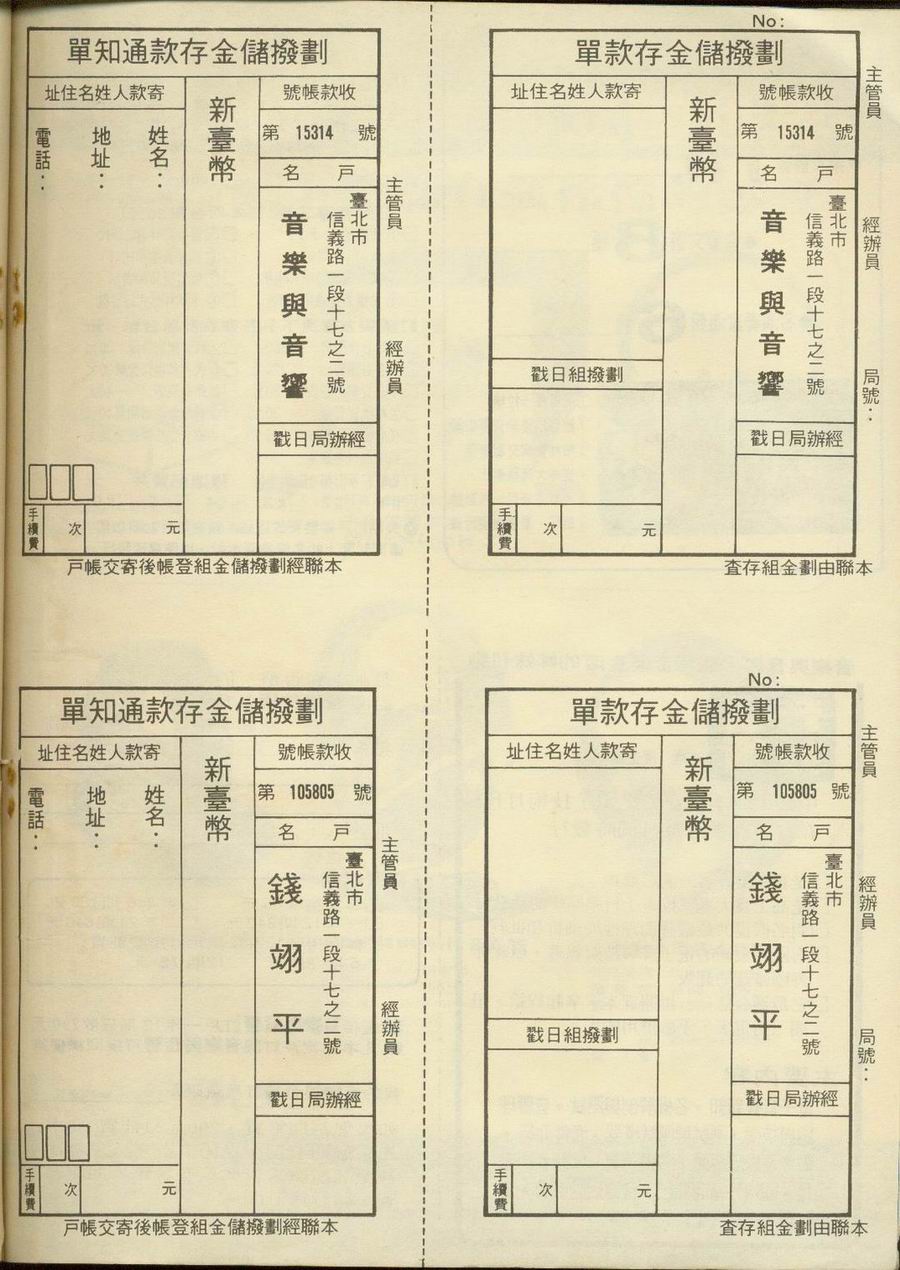 劃撥儲金存款通知單
收款帳號
第 15314 號
戶名
臺北市
信義路一段十七之二號
音樂與音響
經辦局日戳
新臺幣
寄款人姓名住址
姓名：
地址：
電話：
手續費
次
元
主管員
經辦員
本聯經劃撥儲金組登帳後寄交帳戶
No:
劃撥儲金存款單
收款帳號
第 15314 號
戶名
臺北市
信義路一段十七之二號
音樂與音響
經辦局日戳
新臺幣
寄款人姓名住址
劃撥組日戳
手續費
次
元
主管員
經辦員
局號：
本聯由劃金組存査
劃撥儲金存款通知單
收款帳號
第 105805 號
戶名
臺北市
信義路一段十七之二號
錢翊平
經辦局日戳
新臺幣
寄款人姓名住址
姓名：
地址：
電話：
手續費
次
元
主管員
經辦員
本聯經劃撥儲金組登帳後寄交帳戶
No:
劃撥儲金存款單
收款帳號
第 105805 號
戶名
臺北市
信義路一段十七之二號
錢翊平
經辦局日戳
新臺幣
寄款人姓名住址
劃撥組日戳
手續費
次
元
主管員
經辦員
局號：
本聯由劃金組存査